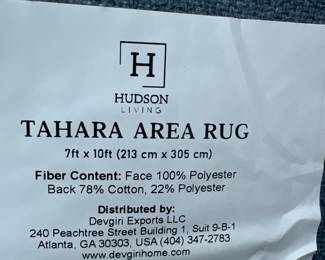 H
HUDSON
LIVING
TAHARA AREA RUG
7ft x 10ft (213 cm x 305 cm)
Fiber Content: Face 100% Polyester
Back 78% Cotton, 22% Polyester
Distributed by:
Devgiri Exports LLC
240 Peachtree Street Building 1, Suit 9-B-1
Atlanta, GA 30303, USA (404) 347-2783
www.devgirihome.com